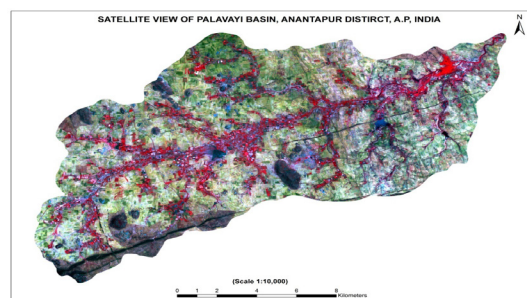 SATELLITE VIEW OF PALAVAYI BASIN, ANANTAPUR DISTIRCT, A.P, INDIA
N
(Scale 1:10,000)
0 1 2 4 6 8
Kilometers